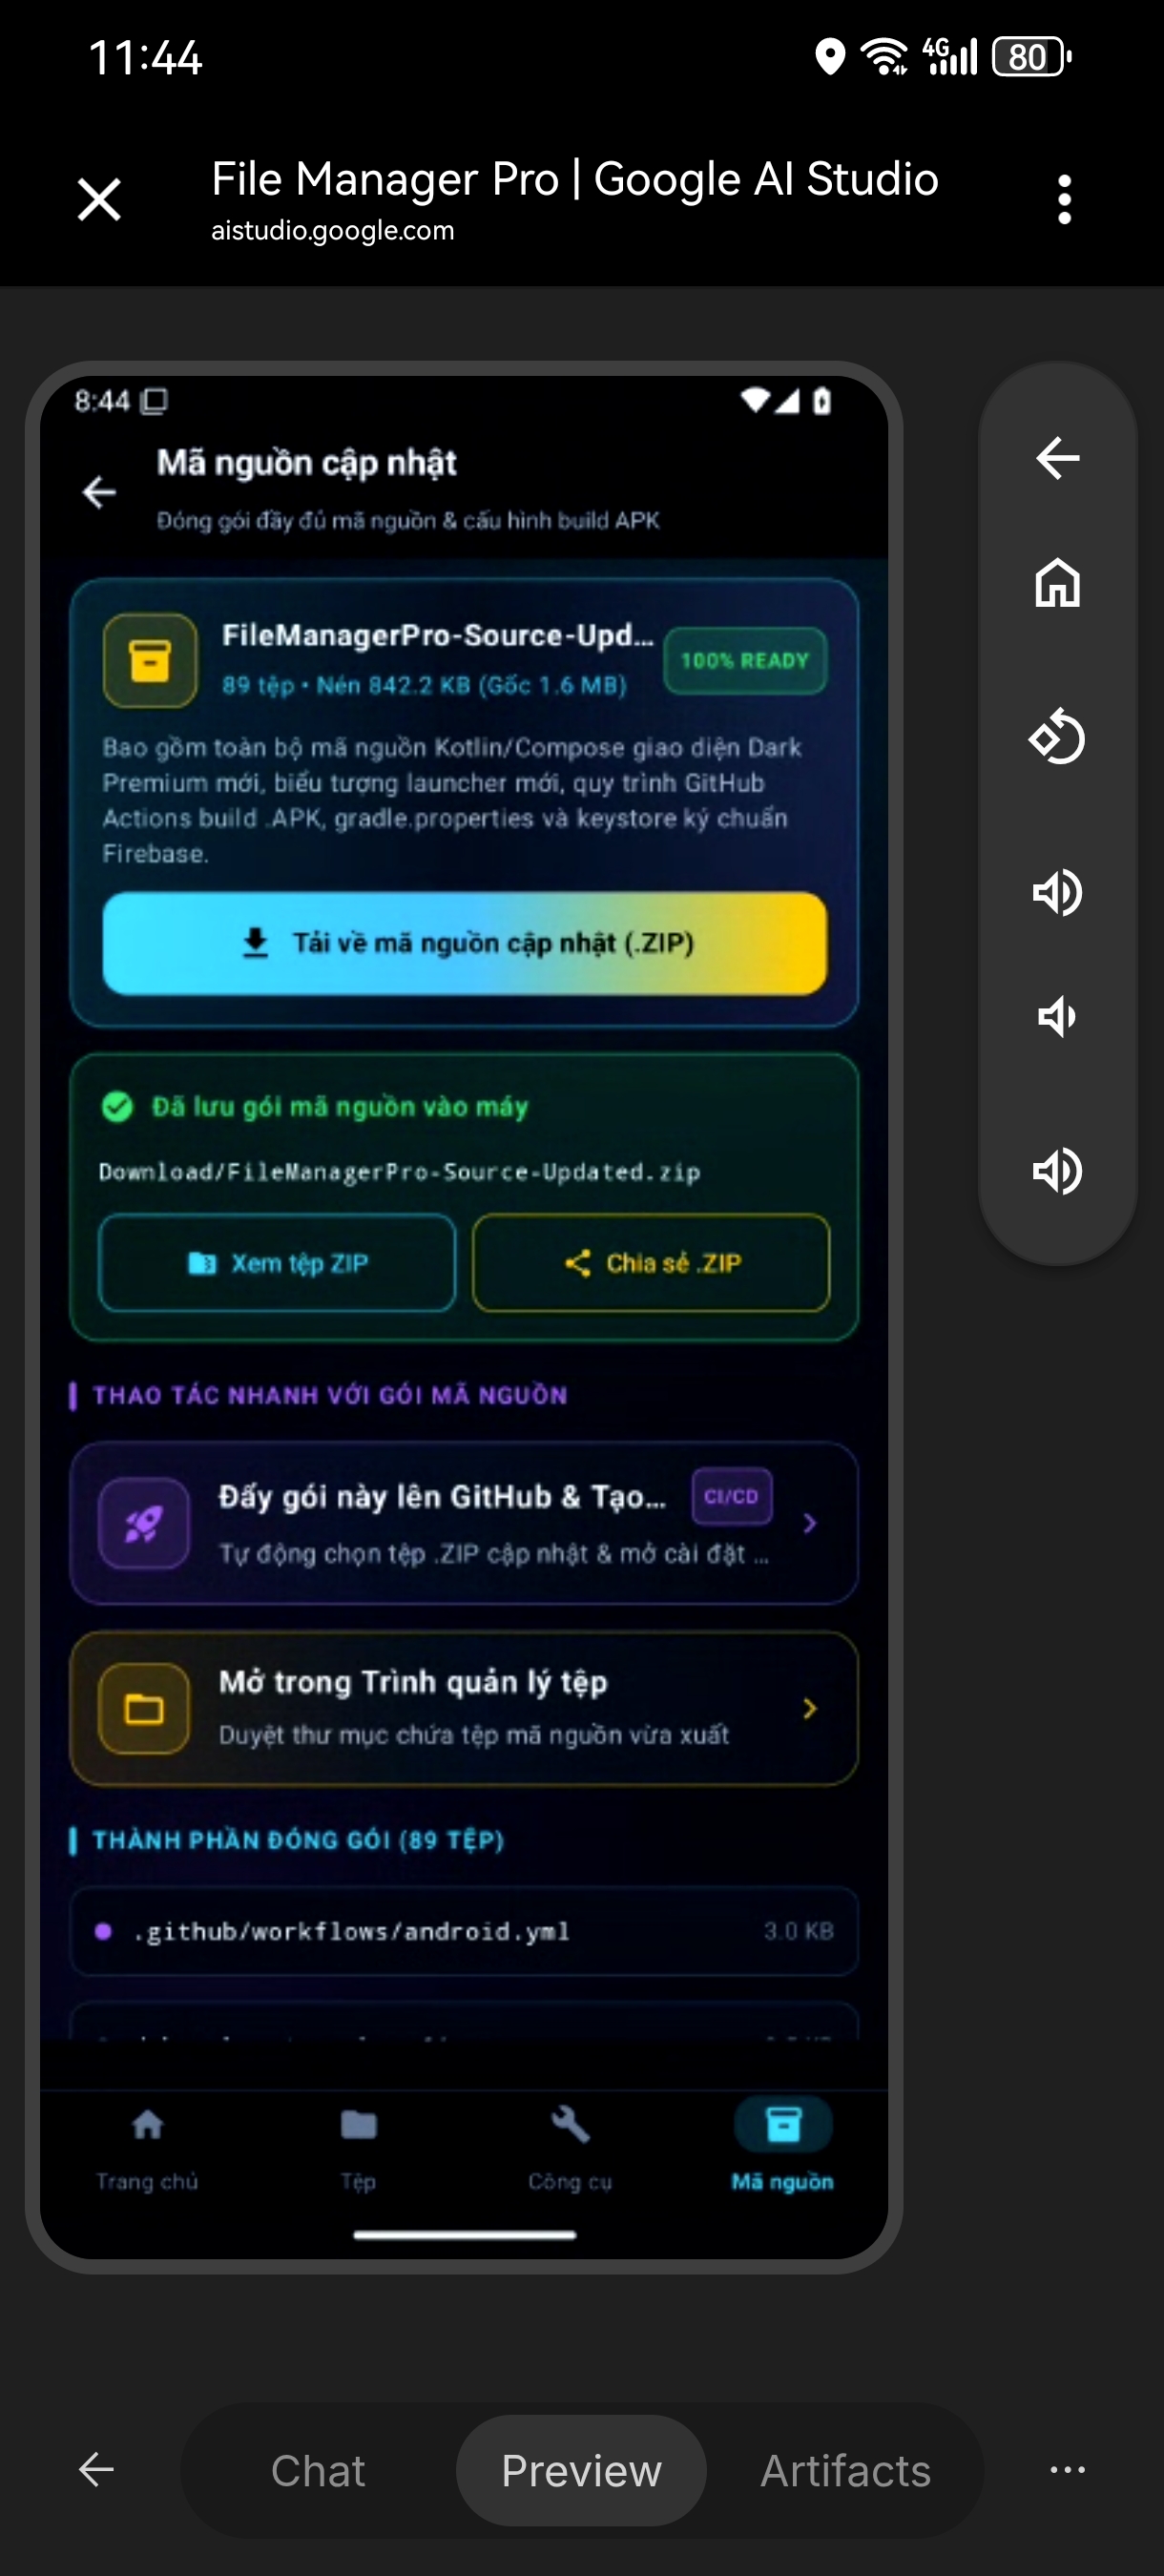 11:44
4G
80
File Manager Pro | Google AI Studio
aistudio.google.com
8:44
Mã nguồn cập nhật
Đóng gói đầy đủ mã nguồn & cấu hình build APK
FileManagerPro-Source-Upd...
89 tệp • Nén 842.2 KB (Gốc 1.6 MB)
100% READY
Bao gồm toàn bộ mã nguồn Kotlin/Compose giao diện Dark
Premium mới, biểu tượng launcher mới, quy trình GitHub
Actions build .APK, gradle.properties và keystore ký chuẩn
Firebase.
Tải về mã nguồn cập nhật (.ZIP)
Đã lưu gói mã nguồn vào máy
Download/FileManagerPro-Source-Updated.zip
Xem tệp ZIP
Chia sẻ .ZIP
THAO TÁC NHANH VỚI GÓI MÃ NGUỒN
Đẩy gói này lên GitHub & Tạo...
CI/CD
Tự động chọn tệp .ZIP cập nhật & mở cài đặt ...
Mở trong Trình quản lý tệp
Duyệt thư mục chứa tệp mã nguồn vừa xuất
THÀNH PHẦN ĐÓNG GÓI (89 TỆP)
.github/workflows/android.yml
3.0 KB
Trang chủ
Tệp
Công cụ
Mã nguồn
Chat
Preview
Artifacts